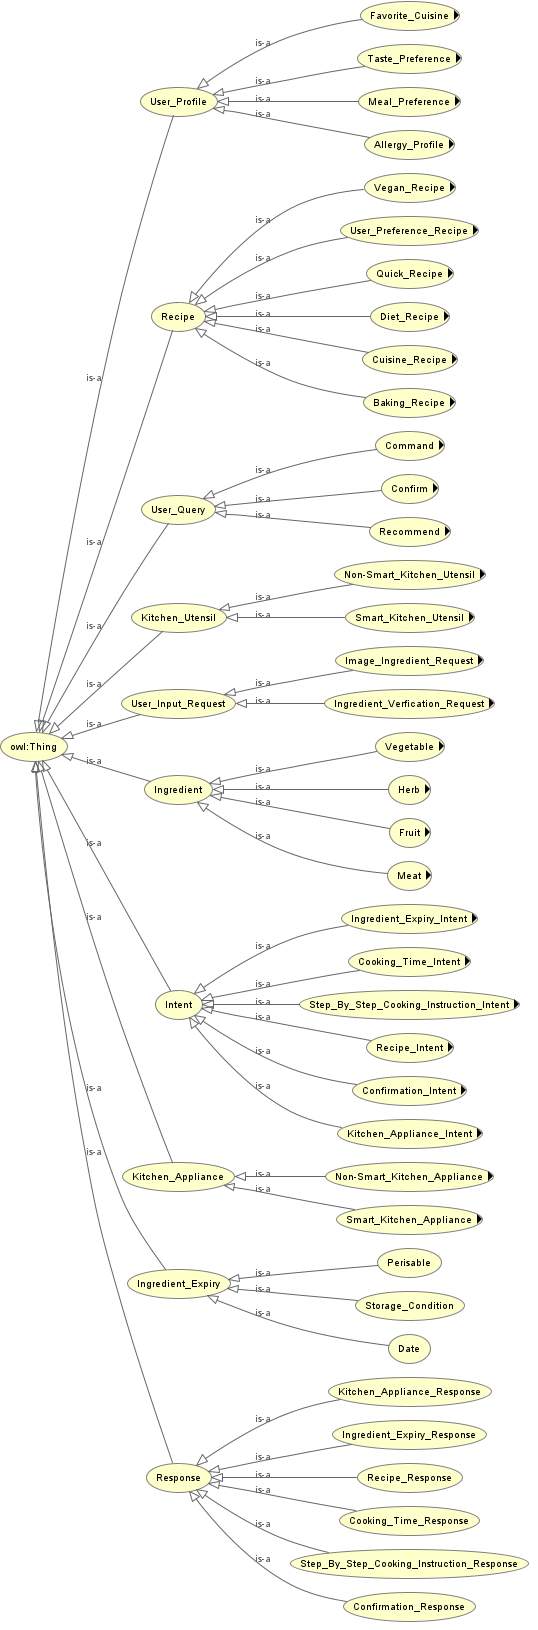 Favorite_Cuisine
is-a
Taste_Preference
is-a
User_Profile
is-a
Meal_Preference
is-a
Allergy_Profile
Vegan_Recipe
is-a
User_Preference_Recipe
is-a
Quick_Recipe
is-a
Recipe
is-a
Diet_Recipe
is-a
Cuisine_Recipe
is-a
is-a
Baking_Recipe
Command
is-a
Confirm
is-a
User_Query
is-a
Recommend
is-a
Non-Smart_Kitchen_Utensil
is-a
Kitchen_Utensil
is-a
Smart_Kitchen_Utensil
is-a
Image_Ingredient_Request
is-a
is-a
User_Input_Request
is-a
Ingredient_Verfication_Request
is-a
owl:Thing
Vegetable
is-a
is-a
Ingredient
is-a
Herb
is-a
Fruit
is-a
is-a
Meat
is-a
Ingredient_Expiry_Intent
is-a
Cooking_Time_Intent
is-a
Intent
is-a
Step_By_Step_Cooking_Instruction_Intent
is-a
Recipe_Intent
is-a
is-a
Confirmation_Intent
is-a
Kitchen_Appliance_Intent
is-a
Kitchen_Appliance
is-a
Non-Smart_Kitchen_Appliance
is-a
Smart_Kitchen_Appliance
Perisable
is-a
Ingredient_Expiry
is-a
Storage_Condition
is-a
Date
Kitchen_Appliance_Response
is-a
Ingredient_Expiry_Response
is-a
Response
is-a
Recipe_Response
is-a
Cooking_Time_Response
is-a
Step_By_Step_Cooking_Instruction_Response
is-a
Confirmation_Response